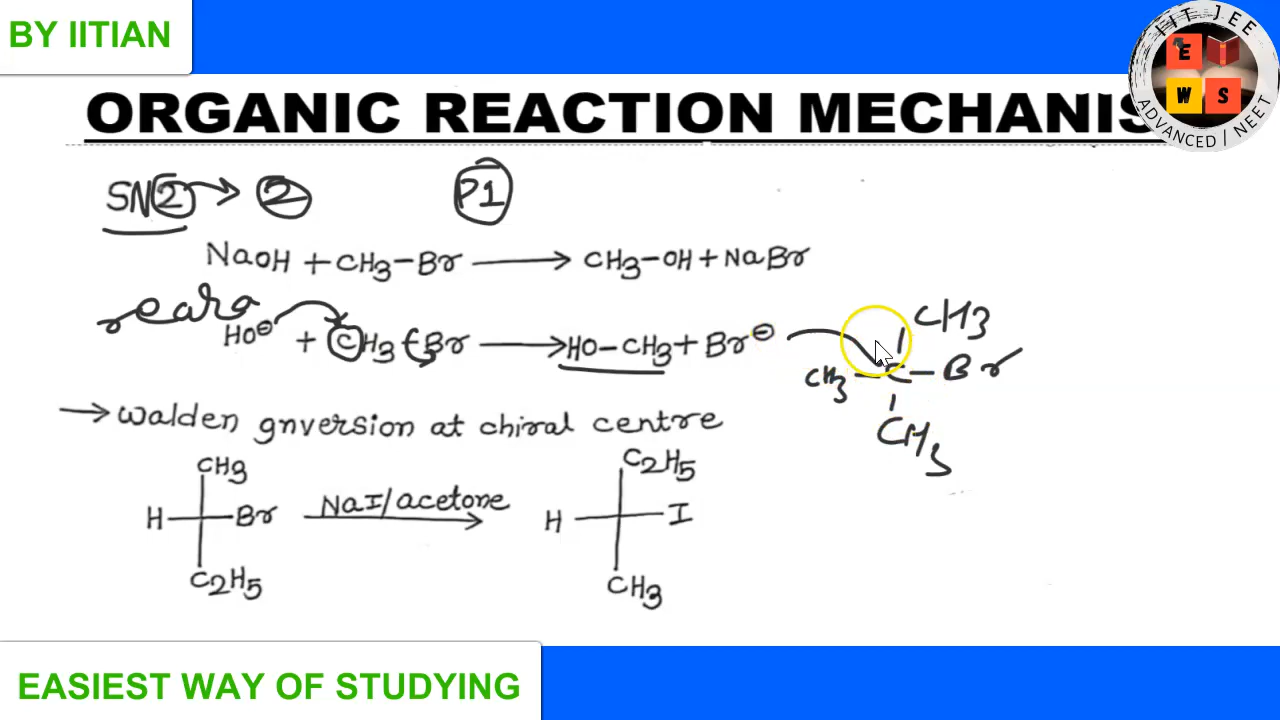 BY IITIAN
IIT JEE
E
W S
ADVANCED / NEET
ORGANIC REACTION MECHANIS
SN2 → 2 P1
NaOH + CH3-Br → CH3-OH + NaBr
HO⊖ + CH3-Br → HO-CH3 + Br⊖
CH3
CH3-C-Br
CH3
→ walden gnversion at chiral centre
CH3
H Br
C2H5
NaI/acetone
C2H5
H I
CH3
EASIEST WAY OF STUDYING